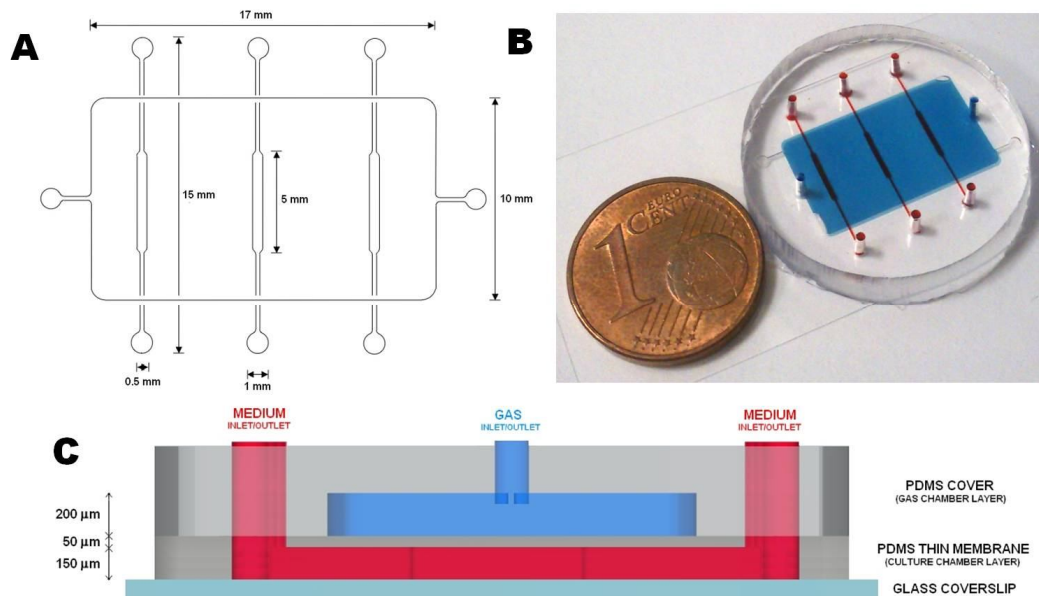 A
17 mm
15 mm
5 mm
10 mm
0.5 mm
1 mm
B
1
EURO
CENT
C
MEDIUM
INLET/OUTLET
GAS
INLET/OUTLET
MEDIUM
INLET/OUTLET
200 µm
50 µm
150 µm
PDMS COVER
(GAS CHAMBER LAYER)
PDMS THIN MEMBRANE
(CULTURE CHAMBER LAYER)
GLASS COVERSLIP